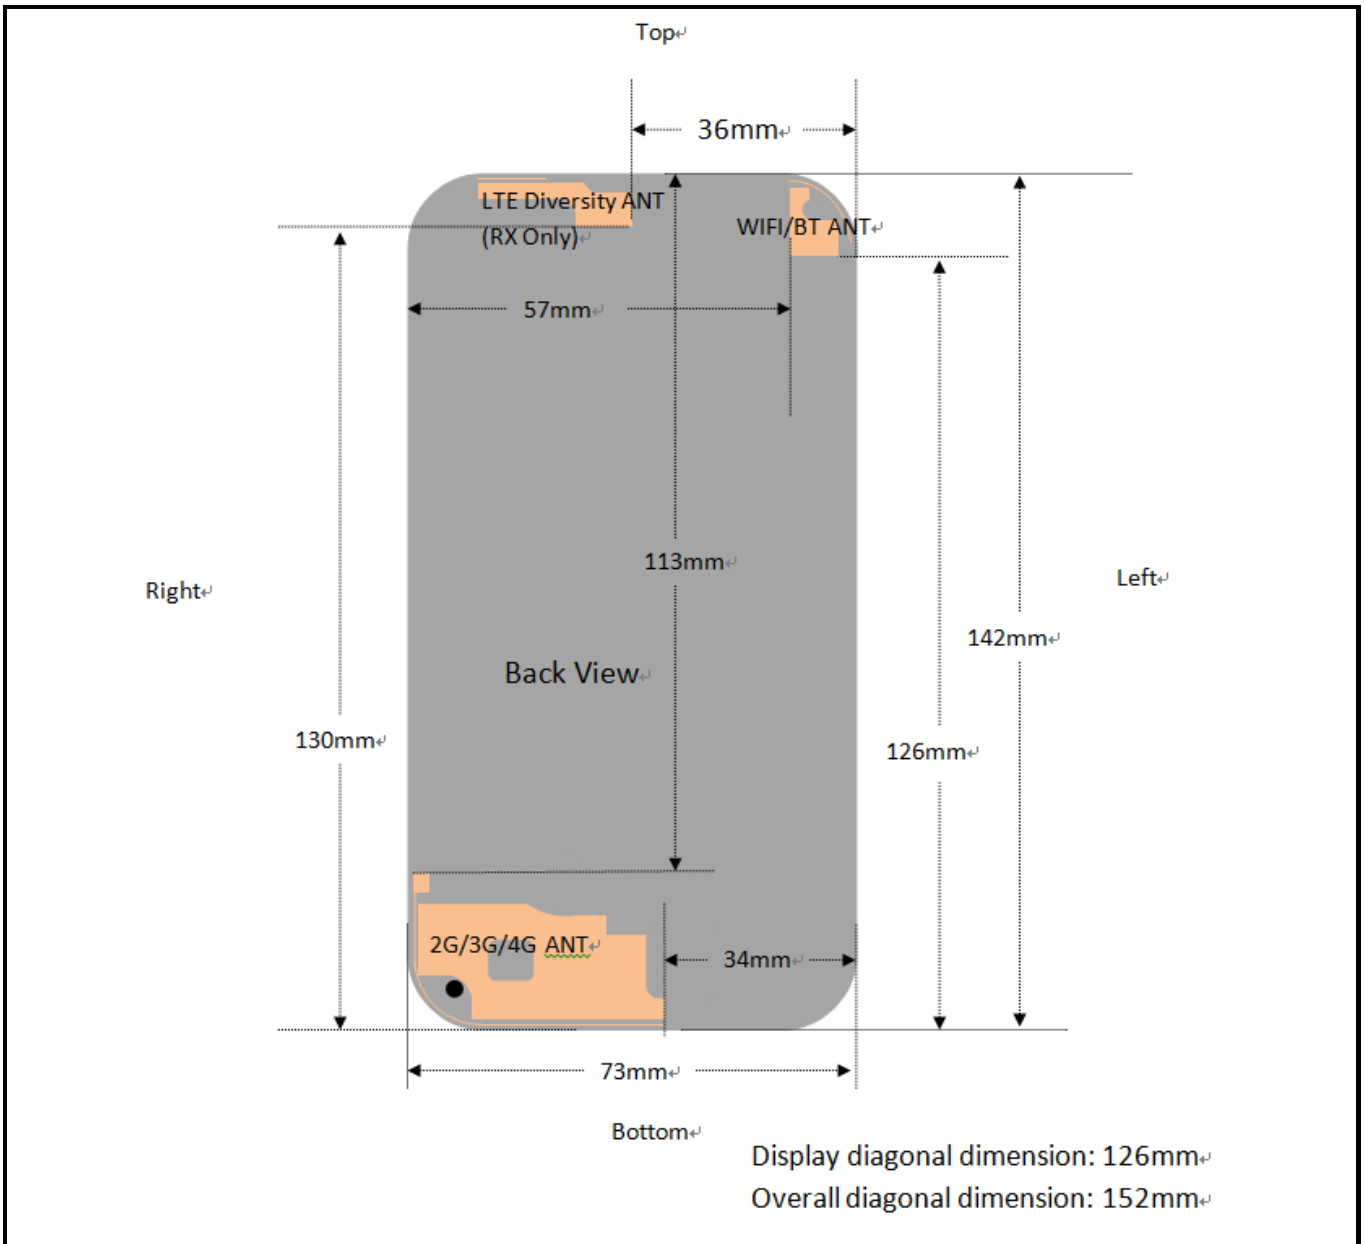 Top
36mm
LTE Diversity ANT
(RX Only)
WIFI/BT ANT
57mm
113mm
Right
Left
142mm
Back View
130mm
126mm
2G/3G/4G ANT
34mm
73mm
Bottom
Display diagonal dimension: 126mm
Overall diagonal dimension: 152mm